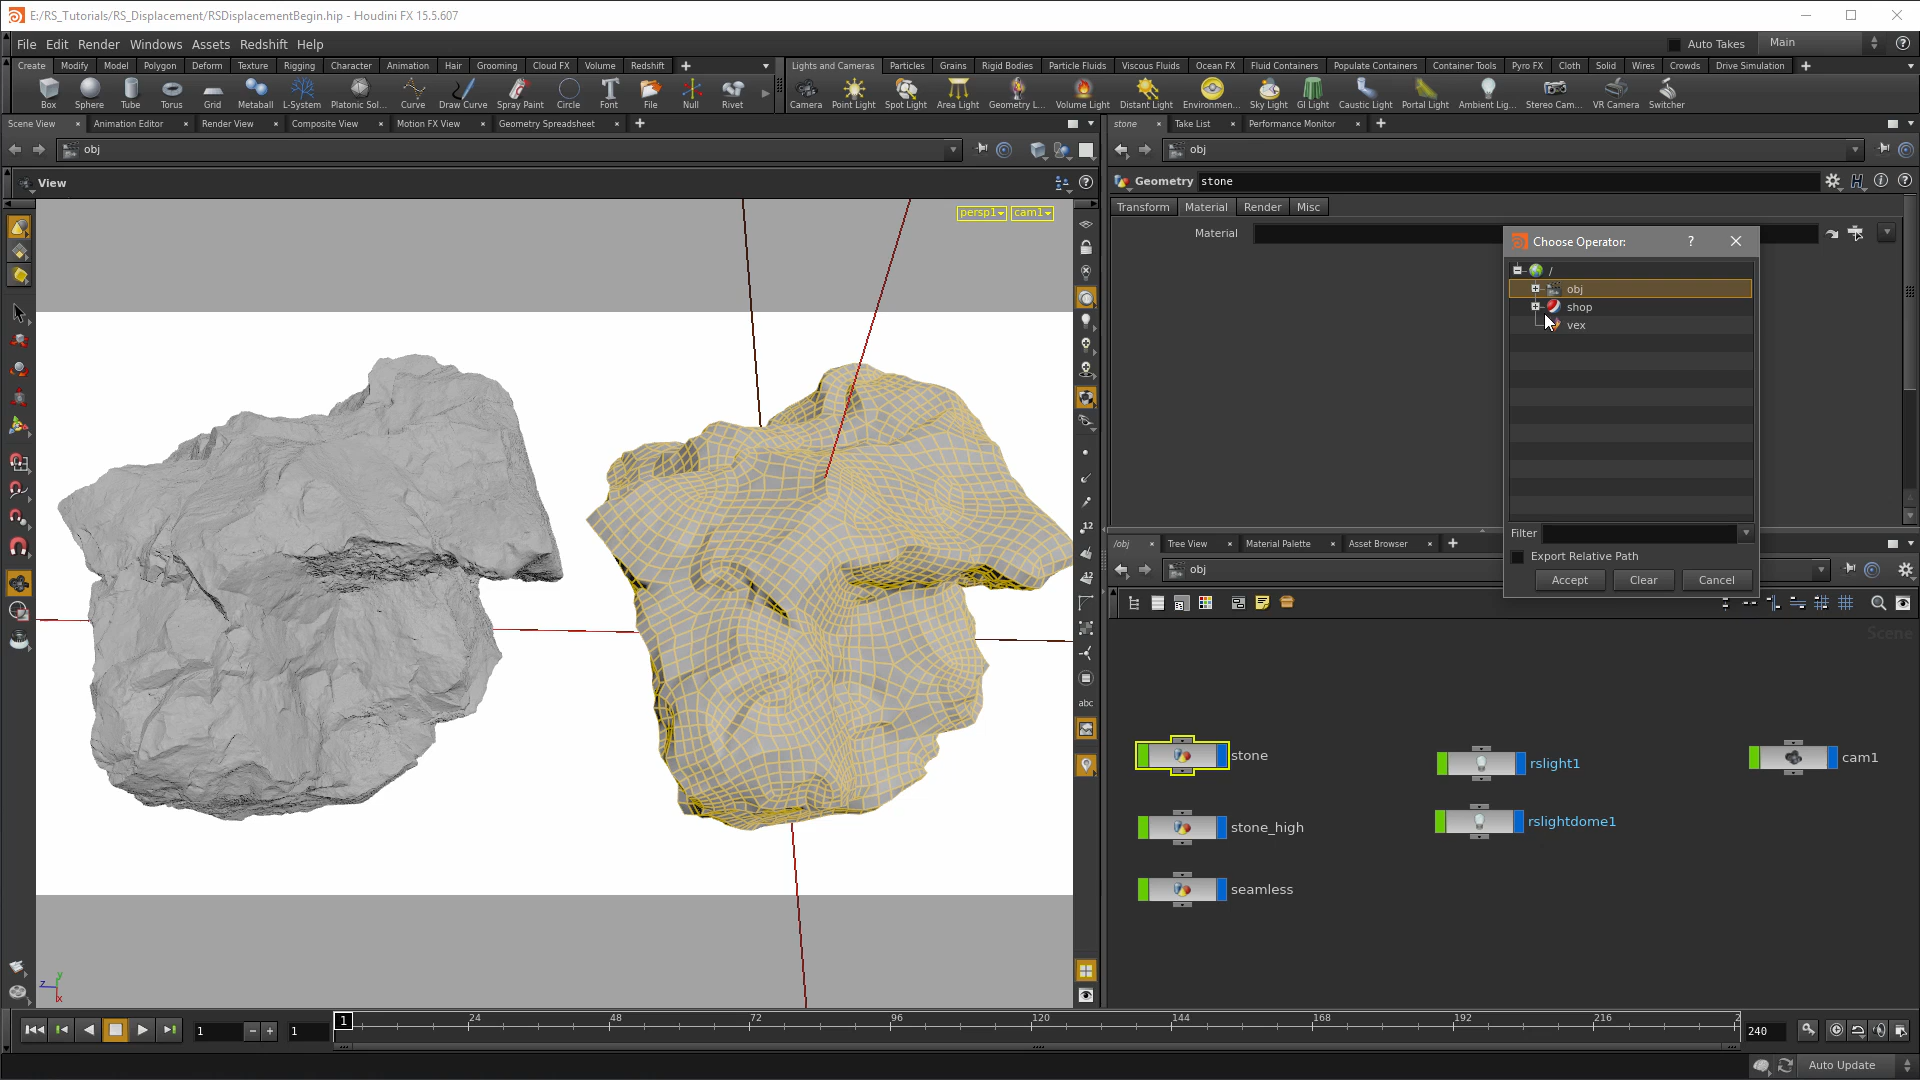 E:/RS_Tutorials/RS_Displacement/RSDisplacementBegin.hip - Houdini FX 15.5.607
File Edit Render Windows Assets Redshift Help
Auto Takes Main
Create Modify Model Polygon Deform Texture Rigging Character Animation Hair Grooming Cloud FX Volume Redshift
Lights and Cameras Particles Grains Rigid Bodies Particle Fluids Viscous Fluids Ocean FX Fluid Containers Populate Containers Container Tools Pyro FX Cloth Solid Wires Crowds Drive Simulation
Box Sphere Tube Torus Grid Metaball L-System Platonic Sol... Curve Draw Curve Spray Paint Circle Font File Null Rivet
Camera Point Light Spot Light Area Light Geometry L... Volume Light Distant Light Environmen... Sky Light GI Light Caustic Light Portal Light Ambient Lig... Stereo Cam... VR Camera Switcher
Scene View Animation Editor Render View Composite View Motion FX View Geometry Spreadsheet
stone Take List Performance Monitor
obj
obj
View
Geometry stone
Transform Material Render Misc
persp1 cam1
Material
Choose Operator:
/
obj
shop
vex
Filter
Export Relative Path
Accept Clear Cancel
/obj Tree View Material Palette Asset Browser
obj
Scene
12
12
abc
stone
stone_high
seamless
rslight1
rslightdome1
cam1
z y x
1 1 1 24 48 72 96 120 144 168 192 216 2 240
Auto Update